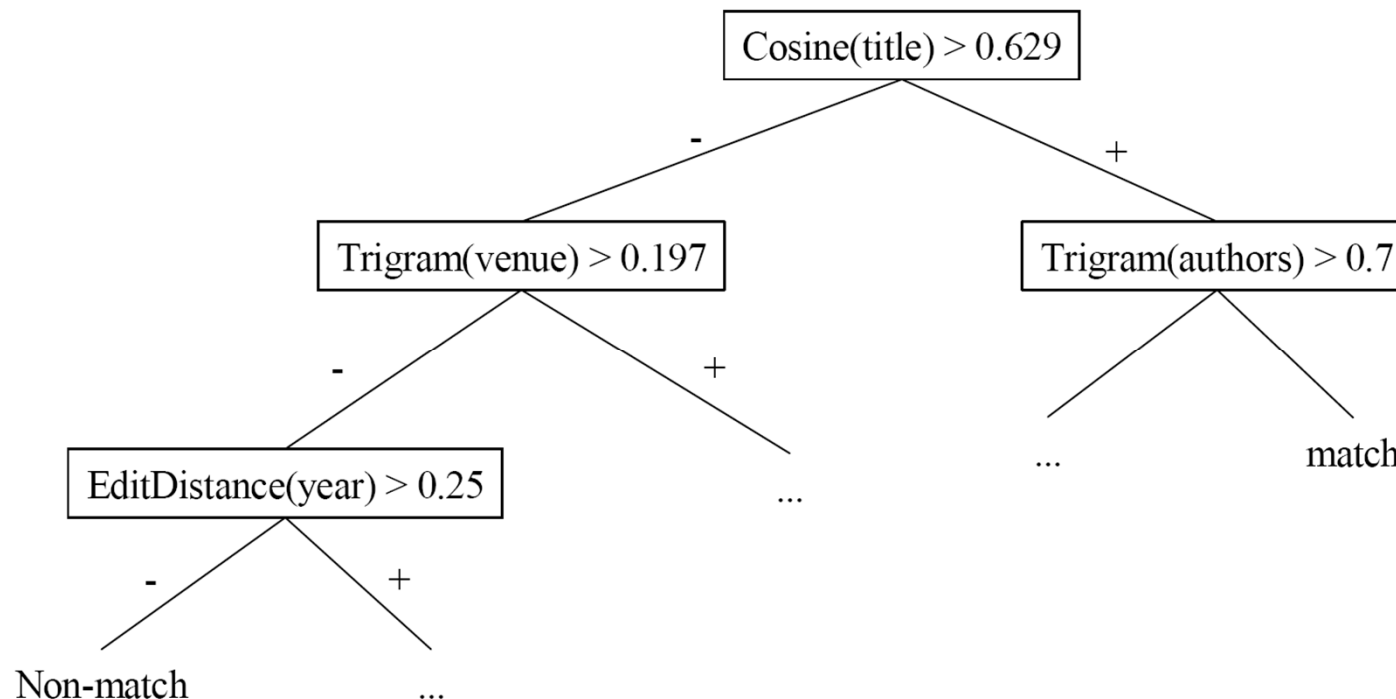 Cosine(title) > 0.629
-
+
Trigram(venue) > 0.197
Trigram(authors) > 0.7
-
+
EditDistance(year) > 0.25
...
...
match
-
+
Non-match
...